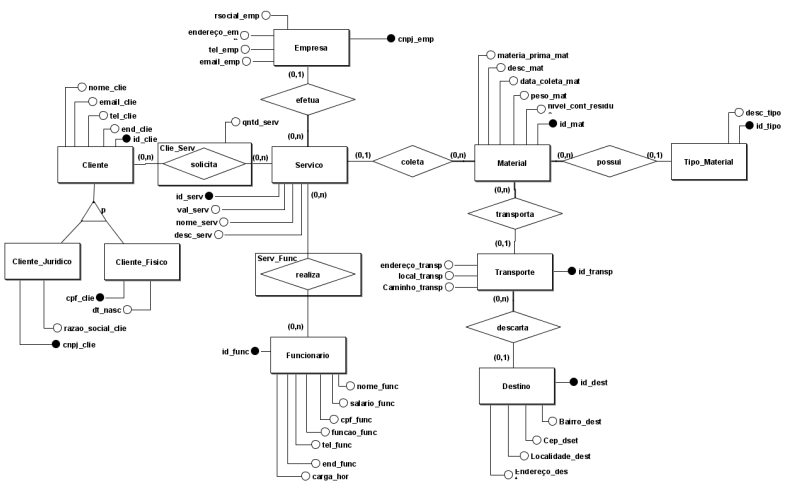 rsocial_emp
endereço_em
tel_emp
email_emp
Empresa
cnpj_emp
(0,1)
efetua
(0,n)
nome_clie
email_clie
tel_clie
end_clie
id_clie
Cliente
(0,n)
qntd_serv
Clie_Serv
solicita
(0,n)
Servico
(0,1)
coleta
(0,n)
materia_prima_mat
desc_mat
data_coleta_mat
peso_mat
nivel_cont_residu
id_mat
Material
(0,n)
possui
(0,1)
desc_tipo
id_tipo
Tipo_Material
id_serv
val_serv
nome_serv
desc_serv
(0,n)
(0,n)
transporta
(0,1)
p
Cliente_Juridico
Cliente_Fisico
cpf_clie
dt_nasc
razao_social_clie
cnpj_clie
Serv_Func
realiza
(0,n)
endereço_transp
local_transp
Caminho_transp
Transporte
id_transp
(0,n)
descarta
(0,1)
id_func
Funcionario
nome_func
salario_func
cpf_func
funcao_func
tel_func
end_func
carga_hor
Destino
id_dest
Bairro_dest
Cep_dset
Localidade_dest
Endereço_des